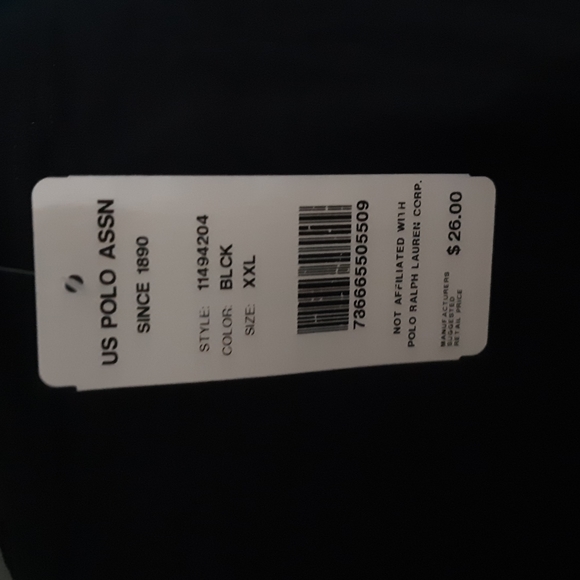 US POLO ASSN
SINCE 1890
STYLE: 11494204
COLOR: BLCK
SIZE: XXL
736665505509
NOT AFFILIATED WITH
POLO RALPH LAUREN CORP.
MANUFACTURERS
SUGGESTED
RETAIL PRICE
$26.00